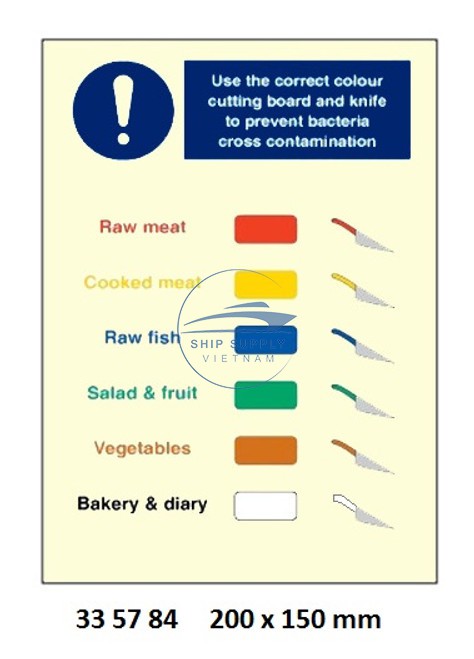 Use the correct colour
cutting board and knife
to prevent bacteria
cross contamination
Raw meat
Cooked meat
Raw fish
SHIP SUPPLY
VIETNAM
Salad & fruit
Vegetables
Bakery & diary
33 57 84 200 x 150 mm